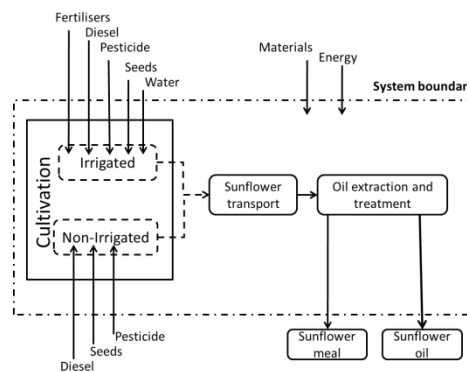 Fertilisers
Diesel
Pesticide
Seeds
Water
Materials
Energy
System boundar
Cultivation
Irrigated
Non-Irrigated
Sunflower
transport
Oil extraction and
treatment
Pesticide
Seeds
Diesel
Sunflower
meal
Sunflower
oil